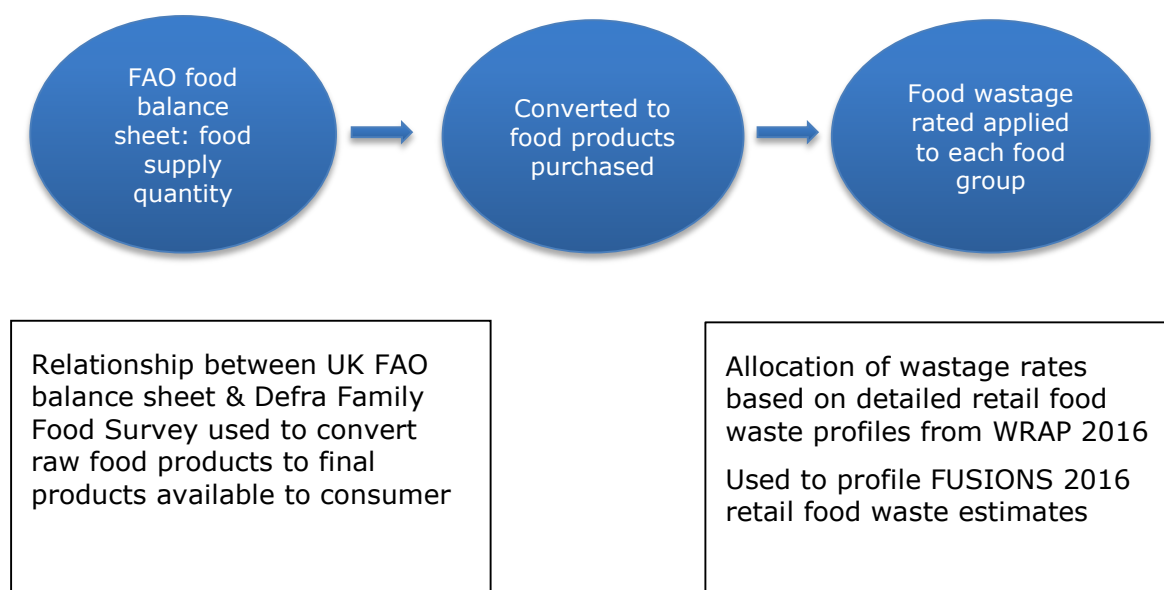 FAO food
balance
sheet: food
supply
quantity
Converted to
food products
purchased
Food wastage
rated applied
to each food
group
Relationship between UK FAO
balance sheet & Defra Family
Food Survey used to convert
raw food products to final
products available to consumer
Allocation of wastage rates
based on detailed retail food
waste profiles from WRAP 2016
Used to profile FUSIONS 2016
retail food waste estimates